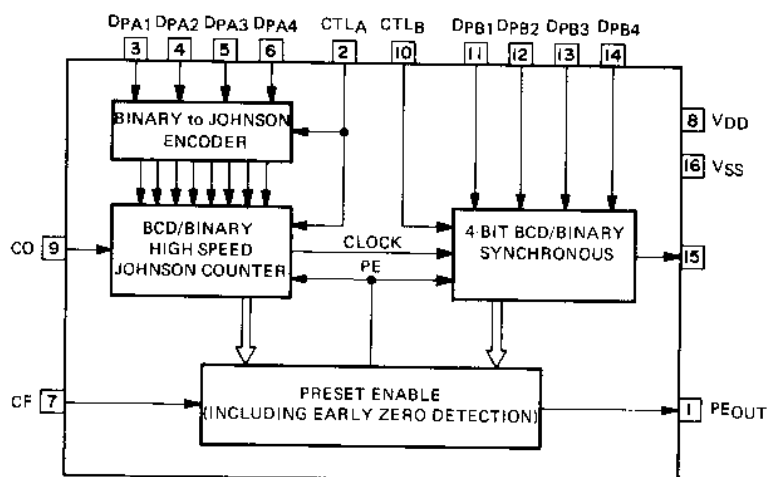 DPA1 DPA2 DPA3 DPA4 CTLA CTLB DPB1 DPB2 DPB3 DPB4
3 4 5 6 2 10 11 12 13 14
BINARY to JOHNSON
ENCODER
8 VDD
16 VSS
CO 9
BCD/BINARY
HIGH SPEED
JOHNSON COUNTER
CLOCK
PE
4-BIT BCD/BINARY
SYNCHRONOUS
15
CF 7
PRESET ENABLE
(INCLUDING EARLY ZERO DETECTION)
1 PEOUT